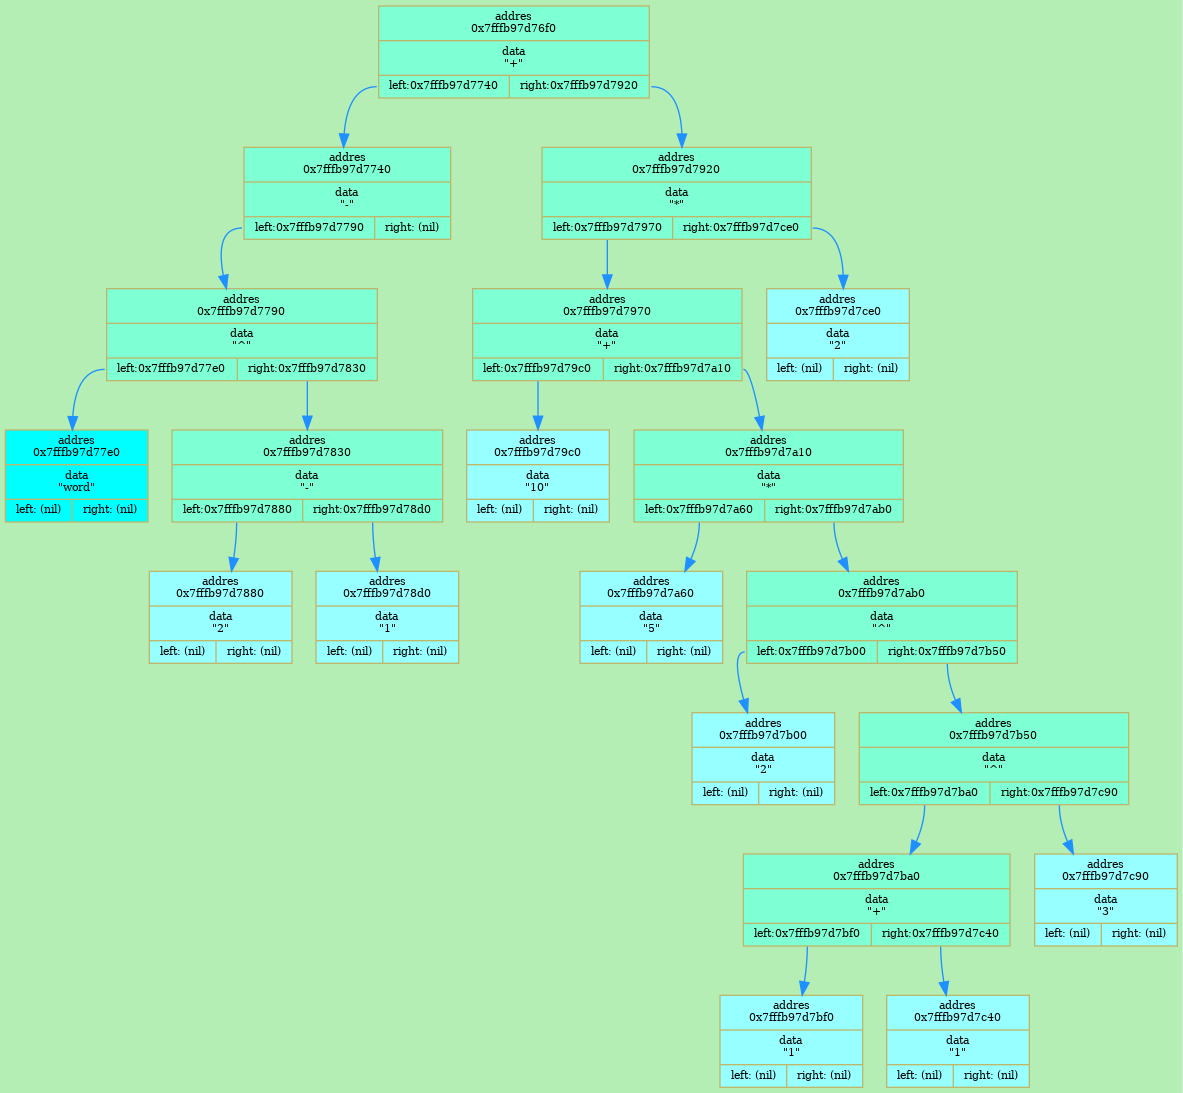 addres
0x7fffb97d76f0
data
"+"
left:0x7fffb97d7740 right:0x7fffb97d7920
addres
0x7fffb97d7740
data
"-"
left:0x7fffb97d7790 right: (nil)
addres
0x7fffb97d7920
data
"*"
left:0x7fffb97d7970 right:0x7fffb97d7ce0
addres
0x7fffb97d7790
data
"^"
left:0x7fffb97d77e0 right:0x7fffb97d7830
addres
0x7fffb97d7970
data
"+"
left:0x7fffb97d79c0 right:0x7fffb97d7a10
addres
0x7fffb97d7ce0
data
"2"
left: (nil) right: (nil)
addres
0x7fffb97d77e0
data
"word"
left: (nil) right: (nil)
addres
0x7fffb97d7830
data
"-"
left:0x7fffb97d7880 right:0x7fffb97d78d0
addres
0x7fffb97d79c0
data
"10"
left: (nil) right: (nil)
addres
0x7fffb97d7a10
data
"*"
left:0x7fffb97d7a60 right:0x7fffb97d7ab0
addres
0x7fffb97d7880
data
"2"
left: (nil) right: (nil)
addres
0x7fffb97d78d0
data
"1"
left: (nil) right: (nil)
addres
0x7fffb97d7a60
data
"5"
left: (nil) right: (nil)
addres
0x7fffb97d7ab0
data
"^"
left:0x7fffb97d7b00 right:0x7fffb97d7b50
addres
0x7fffb97d7b00
data
"2"
left: (nil) right: (nil)
addres
0x7fffb97d7b50
data
"^"
left:0x7fffb97d7ba0 right:0x7fffb97d7c90
addres
0x7fffb97d7ba0
data
"+"
left:0x7fffb97d7bf0 right:0x7fffb97d7c40
addres
0x7fffb97d7c90
data
"3"
left: (nil) right: (nil)
addres
0x7fffb97d7bf0
data
"1"
left: (nil) right: (nil)
addres
0x7fffb97d7c40
data
"1"
left: (nil) right: (nil)